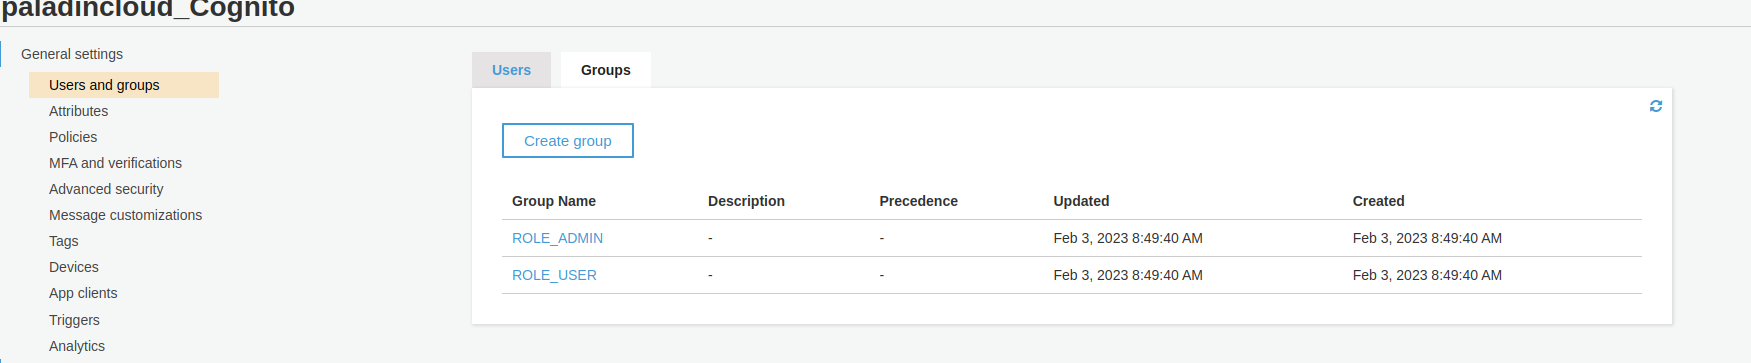 paladincloud_Cognito
General settings
Users and groups
Attributes
Policies
MFA and verifications
Advanced security
Message customizations
Tags
Devices
App clients
Triggers
Analytics
Users Groups
Create group
Group Name Description Precedence Updated Created
ROLE_ADMIN - - Feb 3, 2023 8:49:40 AM Feb 3, 2023 8:49:40 AM
ROLE_USER - - Feb 3, 2023 8:49:40 AM Feb 3, 2023 8:49:40 AM